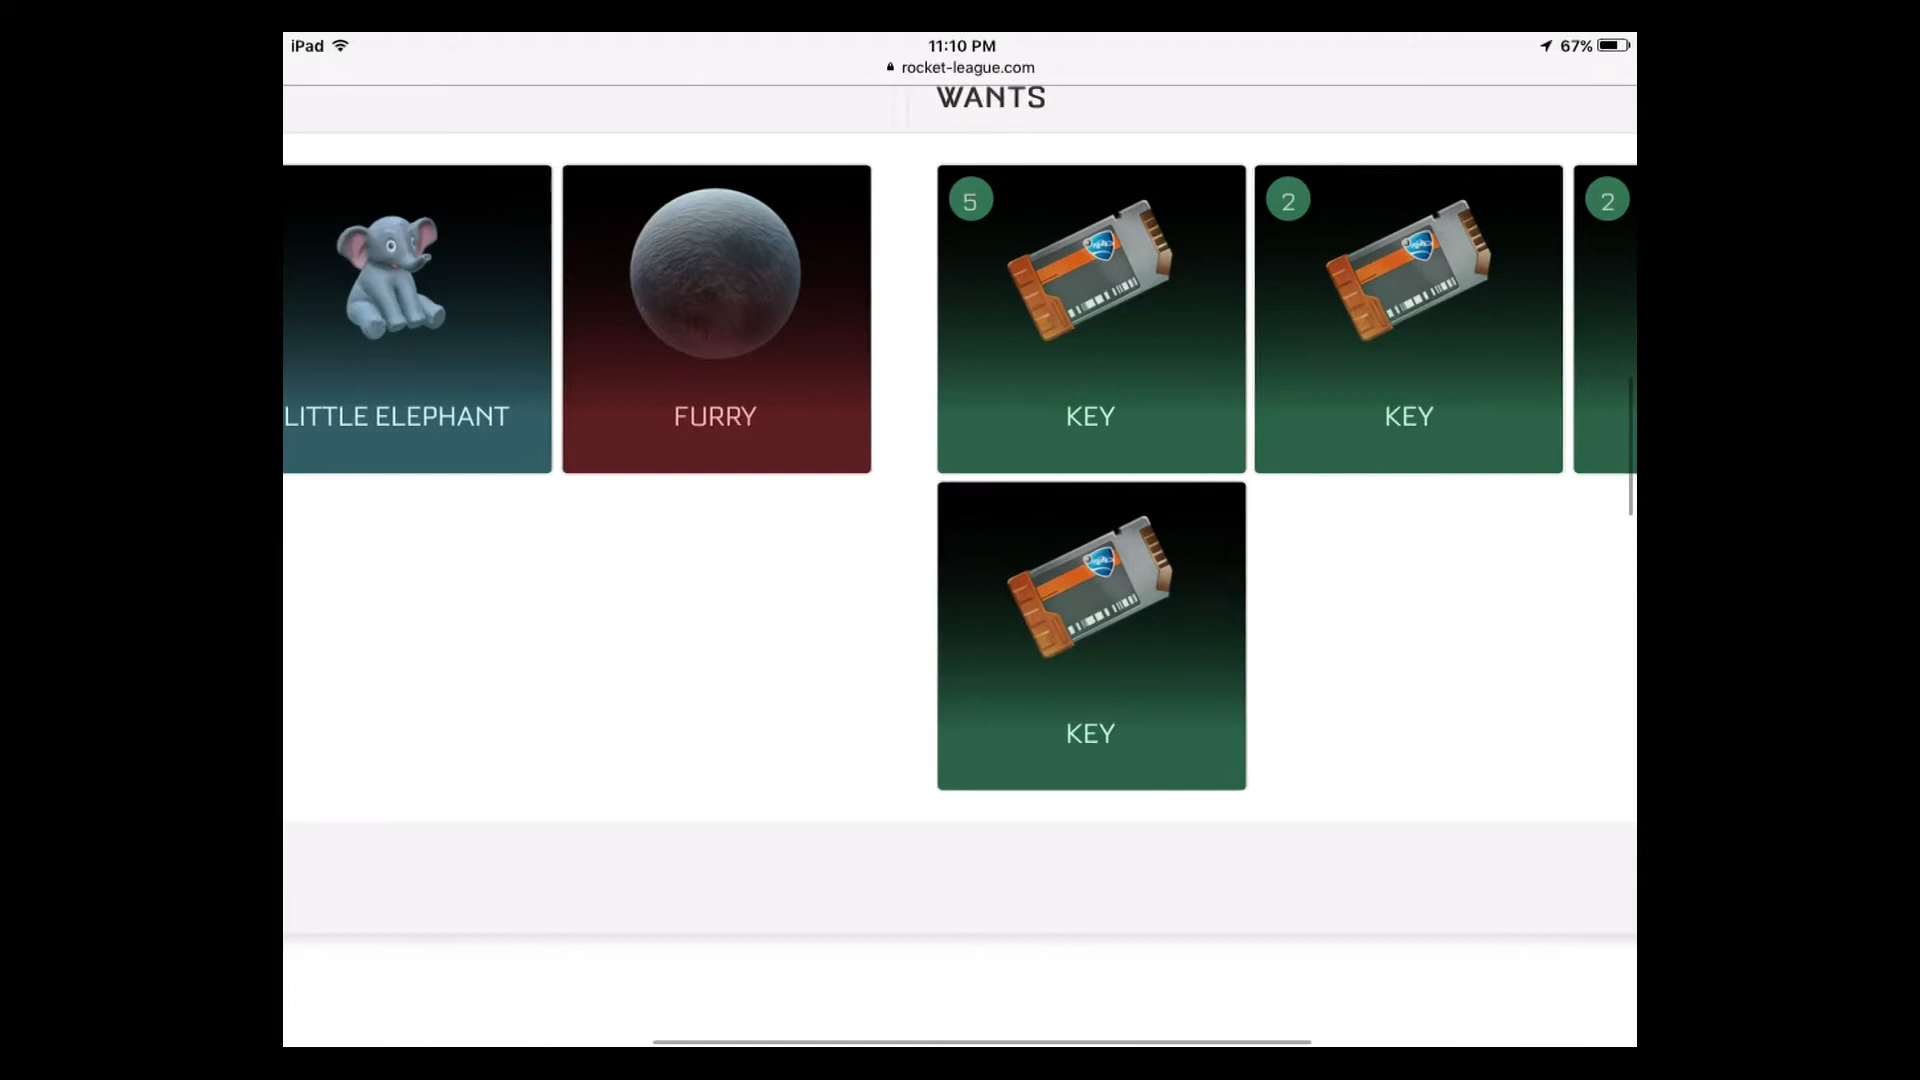 iPad 11:10 PM 67%
rocket-league.com
WANTS
5 2 2
LITTLE ELEPHANT FURRY KEY KEY
KEY